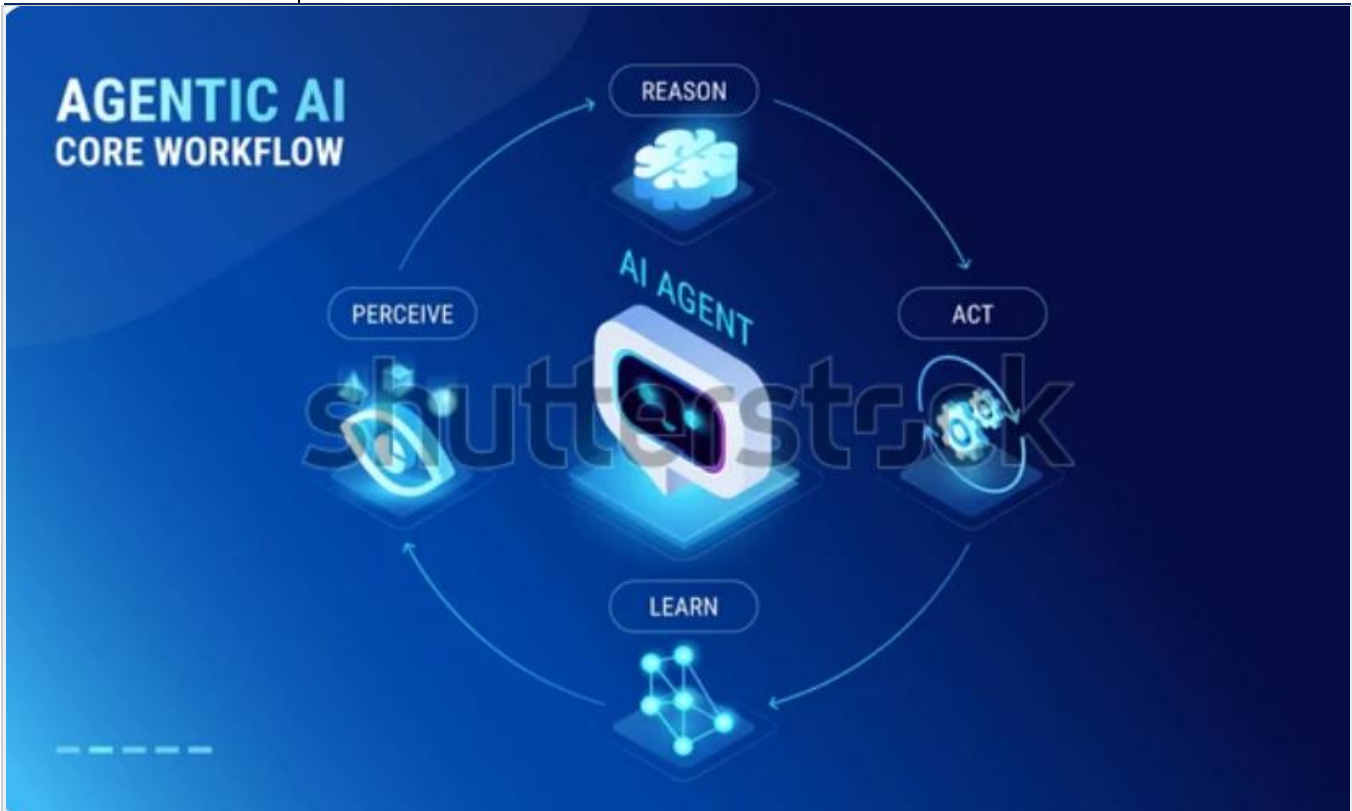 AGENTIC AI
CORE WORKFLOW
REASON
AI AGENT
PERCEIVE
ACT
shutterstock
LEARN